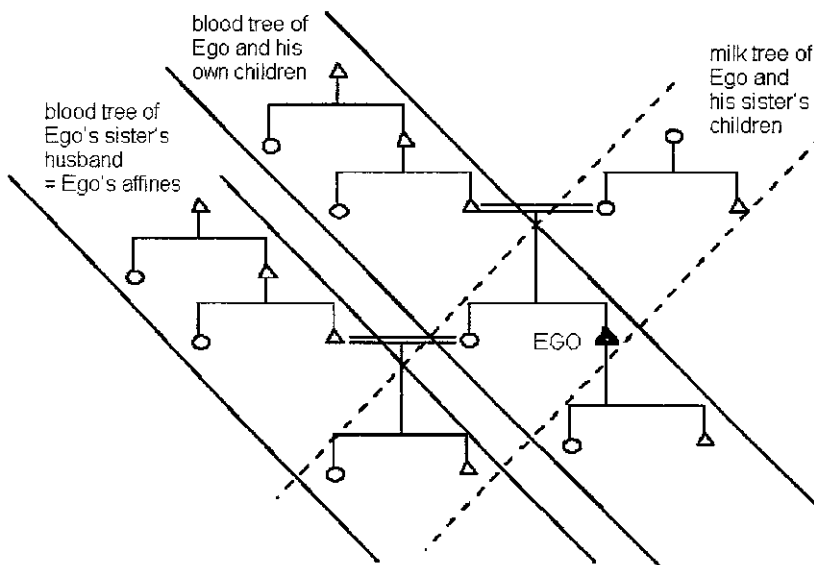 blood tree of
Ego and his
own children
milk tree of
Ego and
his sister's
children
blood tree of
Ego's sister's
husband
= Ego's affines
EGO